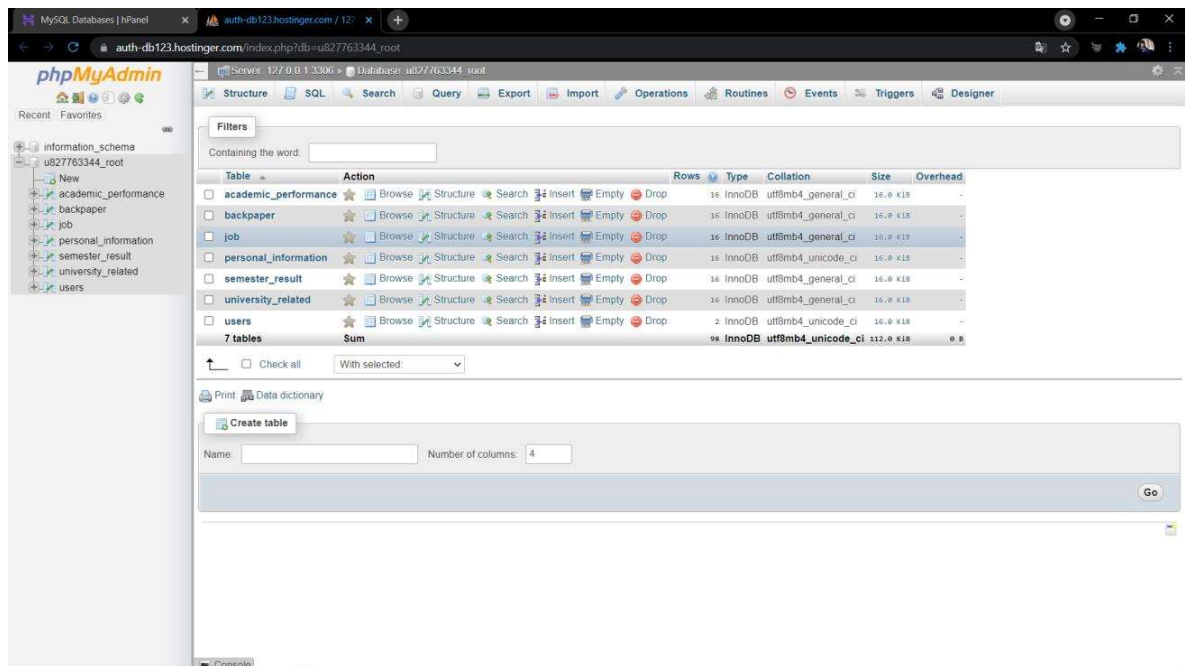 MySQL Databases | hPanel
auth-db123.hostinger.com / 127
auth-db123.hostinger.com/index.php?db=u827763344_root
phpMyAdmin
Recent Favorites
information_schema
u827763344_root
New
academic_performance
backpaper
job
personal_information
semester_result
university_related
users
Server: 127.0.0.1:3306 » Database: u827763344_root
Structure SQL Search Query Export Import Operations Routines Events Triggers Designer
Filters
Containing the word:
Table Action Rows Type Collation Size Overhead
academic_performance Browse Structure Search Insert Empty Drop 16 InnoDB utf8mb4_general_ci 16.0 KiB -
backpaper Browse Structure Search Insert Empty Drop 16 InnoDB utf8mb4_general_ci 16.0 KiB -
job Browse Structure Search Insert Empty Drop 16 InnoDB utf8mb4_general_ci 16.0 KiB -
personal_information Browse Structure Search Insert Empty Drop 16 InnoDB utf8mb4_unicode_ci 16.0 KiB -
semester_result Browse Structure Search Insert Empty Drop 16 InnoDB utf8mb4_general_ci 16.0 KiB -
university_related Browse Structure Search Insert Empty Drop 16 InnoDB utf8mb4_general_ci 16.0 KiB -
users Browse Structure Search Insert Empty Drop 2 InnoDB utf8mb4_unicode_ci 16.0 KiB -
7 tables Sum 98 InnoDB utf8mb4_unicode_ci 112.0 KiB 0 B
Check all With selected:
Print Data dictionary
Create table
Name: Number of columns: 4
Go
Console